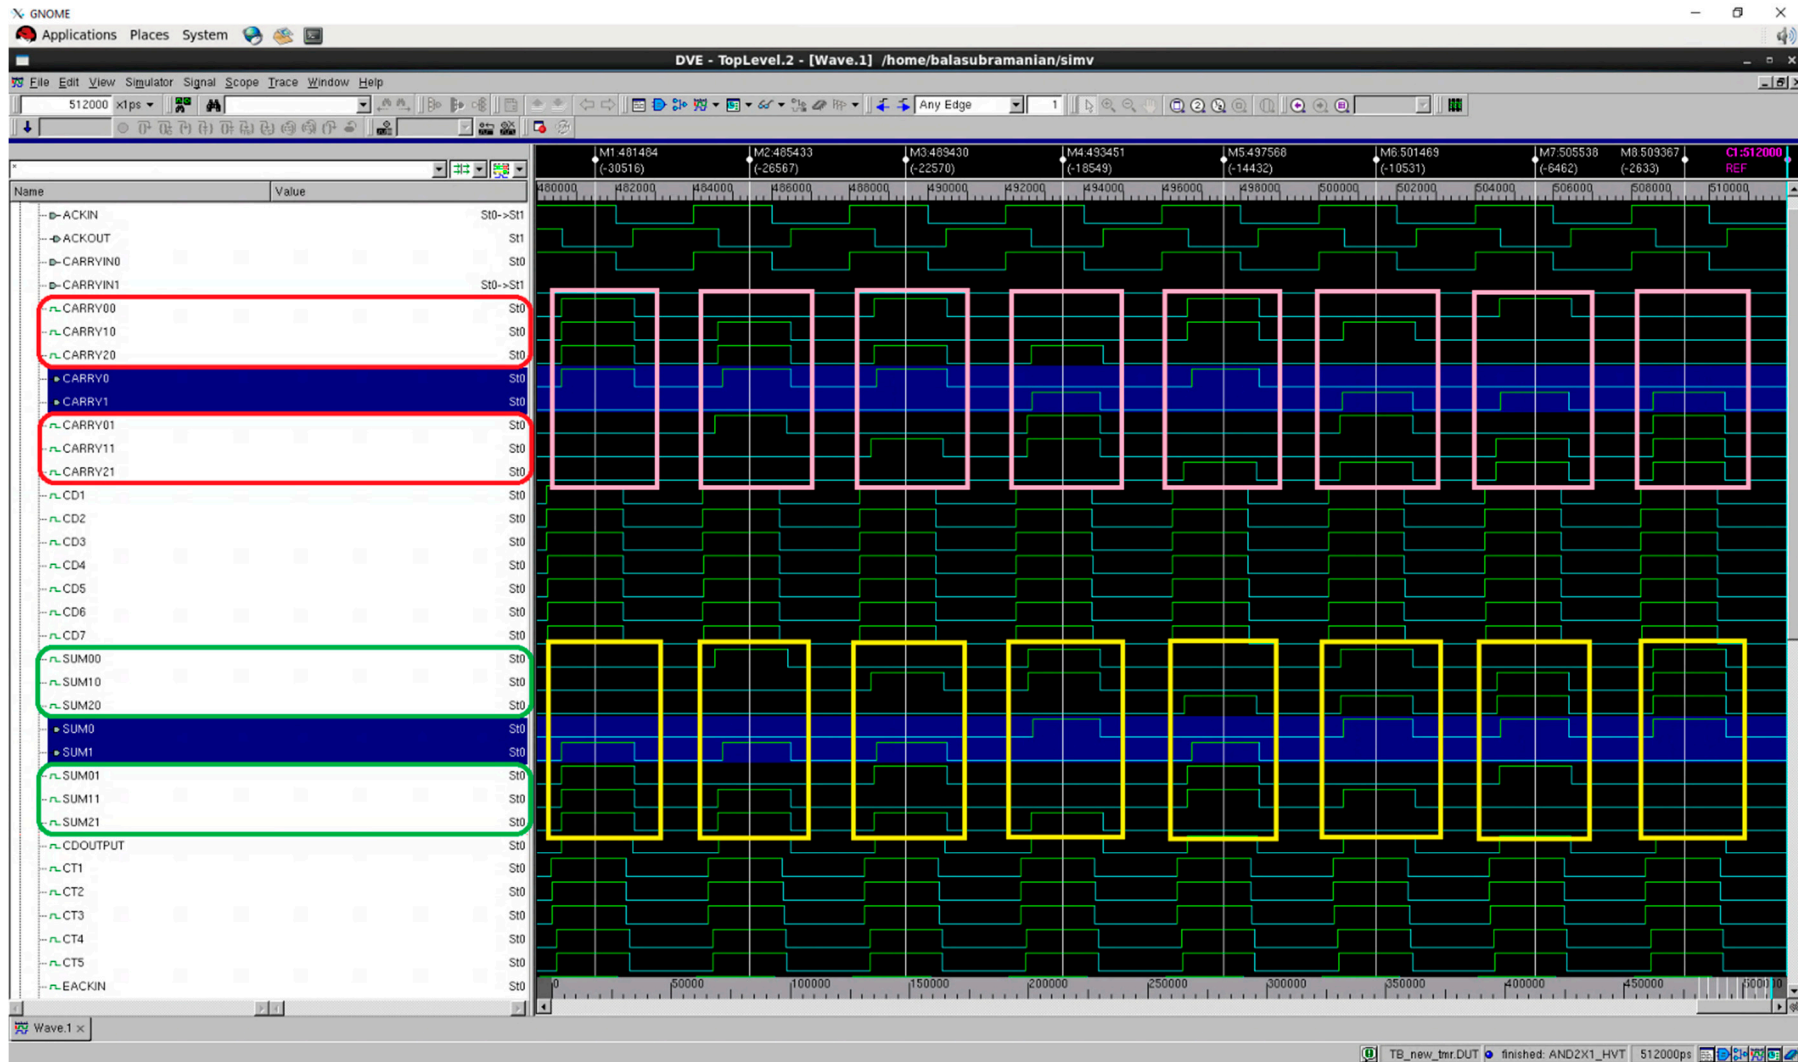 GNOME
Applications Places System
DVE - TopLevel.2 - [Wave.1] /home/balasubramanian/simv
File Edit View Simulator Signal Scope Trace Window Help
512000 x1ps Any Edge 1
M1:481484 M2:485433 M3:489430 M4:493451 M5:497568 M6:501469 M7:505538 M8:509367 C1:512000
(-30516) (-26567) (-22570) (-18549) (-14432) (-10531) (-6462) (-2633) REF
*
Name Value
480000 482000 484000 486000 488000 490000 492000 494000 496000 498000 500000 502000 504000 506000 508000 510000
ACKIN St0->St1
ACKOUT St1
CARRYIN0 St0
CARRYIN1 St0->St1
CARRY00 St0
CARRY10 St0
CARRY20 St0
CARRY0 St0
CARRY1 St0
CARRY01 St0
CARRY11 St0
CARRY21 St0
CD1 St0
CD2 St0
CD3 St0
CD4 St0
CD5 St0
CD6 St0
CD7 St0
SUM00 St0
SUM10 St0
SUM20 St0
SUM0 St0
SUM1 St0
SUM01 St0
SUM11 St0
SUM21 St0
CDOUTPUT St0
CT1 St0
CT2 St0
CT3 St0
CT4 St0
CT5 St0
EACKIN St0
0 50000 100000 150000 200000 250000 300000 350000 400000 450000
Wave.1
TB_new_tmr.DUT finished: AND2X1_HVT 512000ps